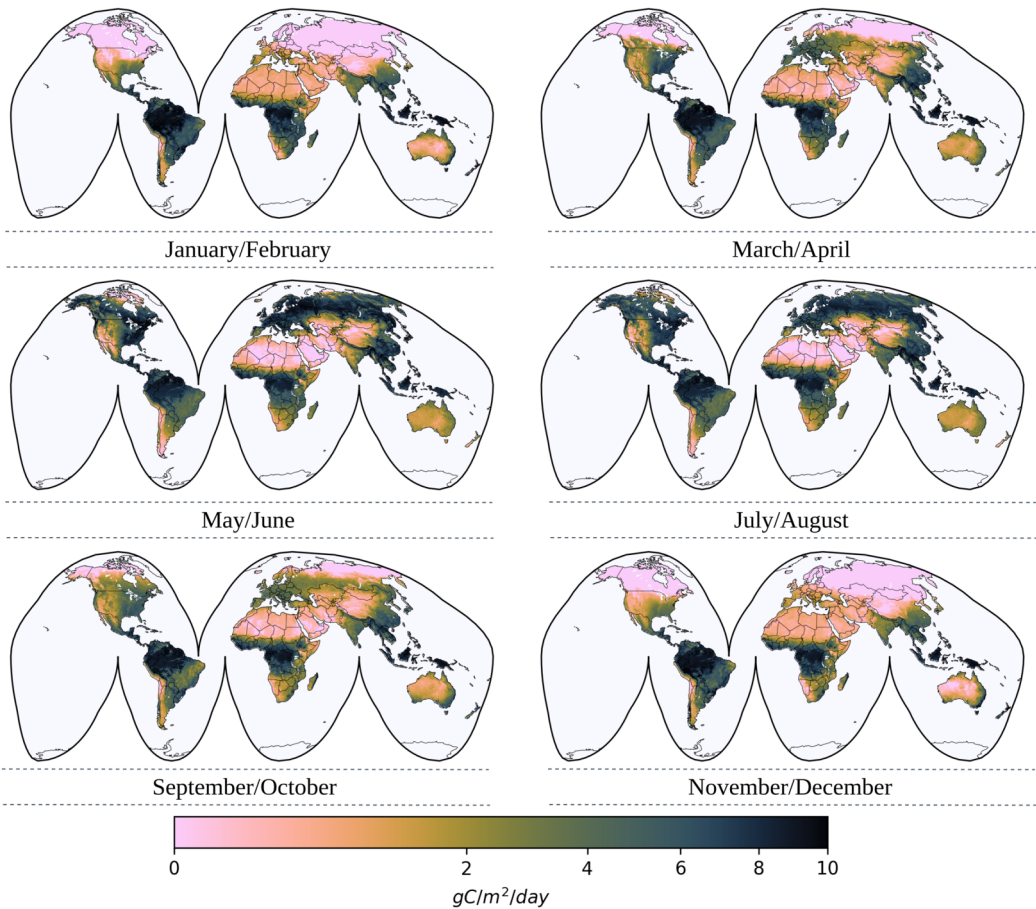 January/February
March/April
May/June
July/August
September/October
November/December
0 2 4 6 8 10
gC/m²/day